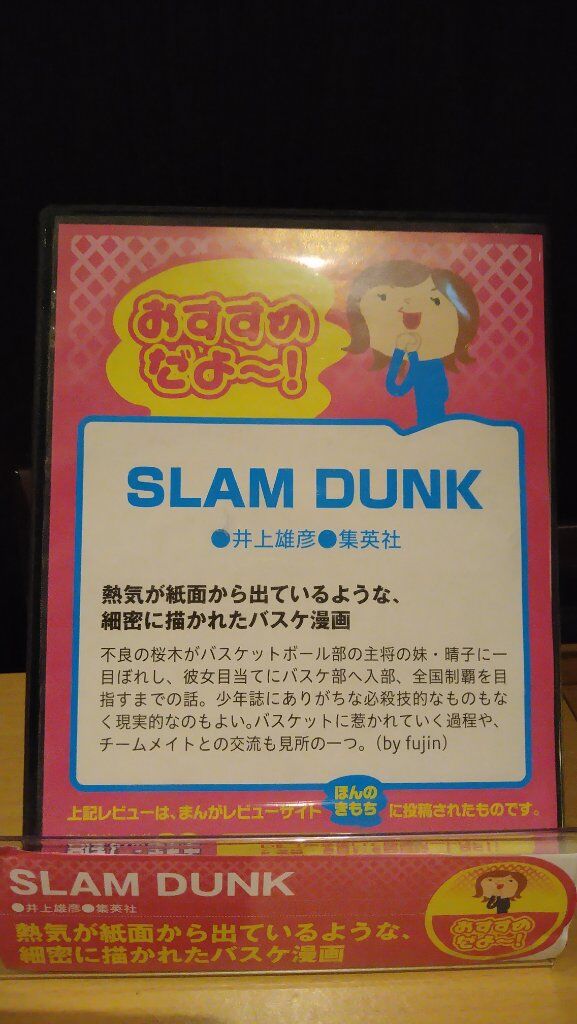 おすすめ
だよ〜!
SLAM DUNK
●井上雄彦●集英社
熱気が紙面から出ているような、
細密に描かれたバスケ漫画
不良の桜木がバスケットボール部の主将の妹・晴子に一
目ぼれし、彼女目当てにバスケ部へ入部、全国制覇を目
指すまでの話。少年誌にありがちな必殺技的なものもな
く現実的なのもよい。バスケットに惹かれていく過程や、
チームメイトとの交流も見所の一つ。（by fujin）
上記レビューは、まんがレビューサイト ほんの
きもち に投稿されたものです。
SLAM DUNK
●井上雄彦●集英社
熱気が紙面から出ているような、
細密に描かれたバスケ漫画
おすすめ
だよ〜!